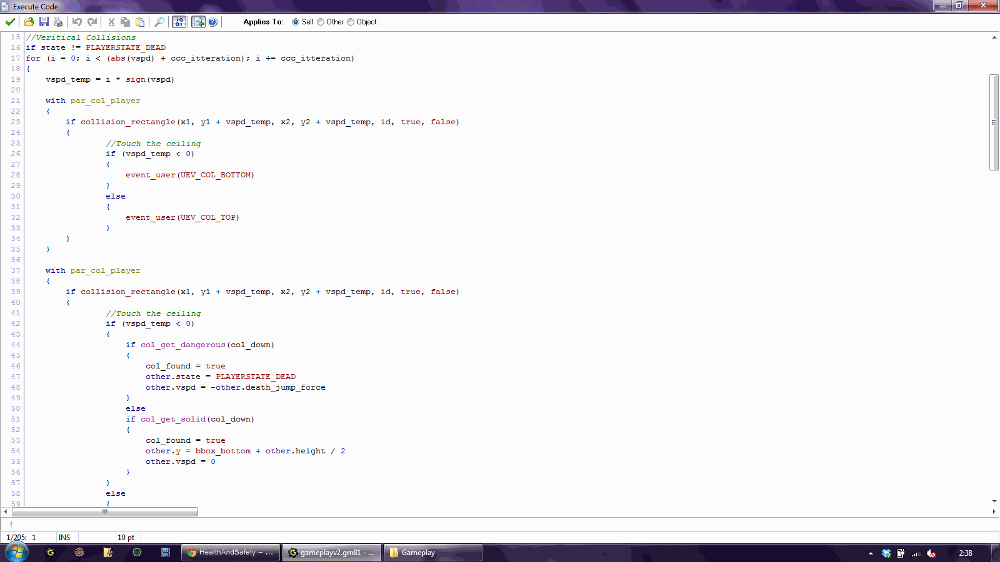 Execute Code
Applies To: Self Other Object:
15 //Veritical Collisions
16 if state != PLAYERSTATE_DEAD
17 for (i = 0; i < (abs(vspd) + ccc_itteration); i += ccc_itteration)
18 {
19 vspd_temp = i * sign(vspd)
20
21 with par_col_player
22 {
23 if collision_rectangle(x1, y1 + vspd_temp, x2, y2 + vspd_temp, id, true, false)
24 {
25 //Touch the ceiling
26 if (vspd_temp < 0)
27 {
28 event_user(UEV_COL_BOTTOM)
29 }
30 else
31 {
32 event_user(UEV_COL_TOP)
33 }
34 }
35 }
36
37 with par_col_player
38 {
39 if collision_rectangle(x1, y1 + vspd_temp, x2, y2 + vspd_temp, id, true, false)
40 {
41 //Touch the ceiling
42 if (vspd_temp < 0)
43 {
44 if col_get_dangerous(col_down)
45 {
46 col_found = true
47 other.state = PLAYERSTATE_DEAD
48 other.vspd = -other.death_jump_force
49 }
50 else
51 if col_get_solid(col_down)
52 {
53 col_found = true
54 other.y = bbox_bottom + other.height / 2
55 other.vspd = 0
56 }
57 }
58 else
59 {
!
1/205: 1 INS 10 pt
HealthAndSafety – ... gameplayv2.gm81 - ... Gameplay 2:38